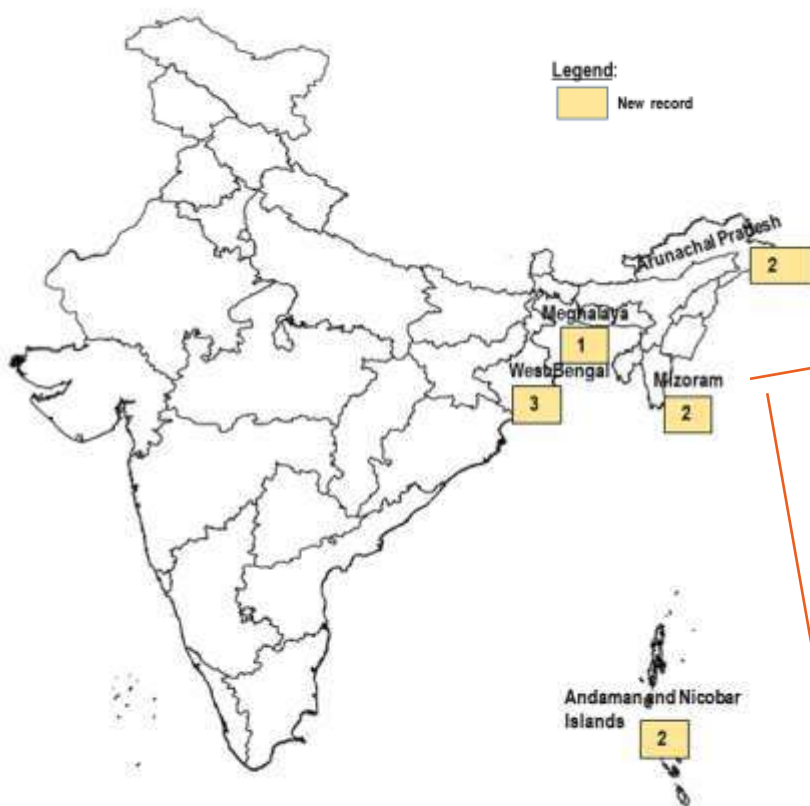 Legend:
New record
Arunachal Pradesh
2
Meghalaya
1
West Bengal
3
Mizoram
2
Andaman and Nicobar
Islands
2